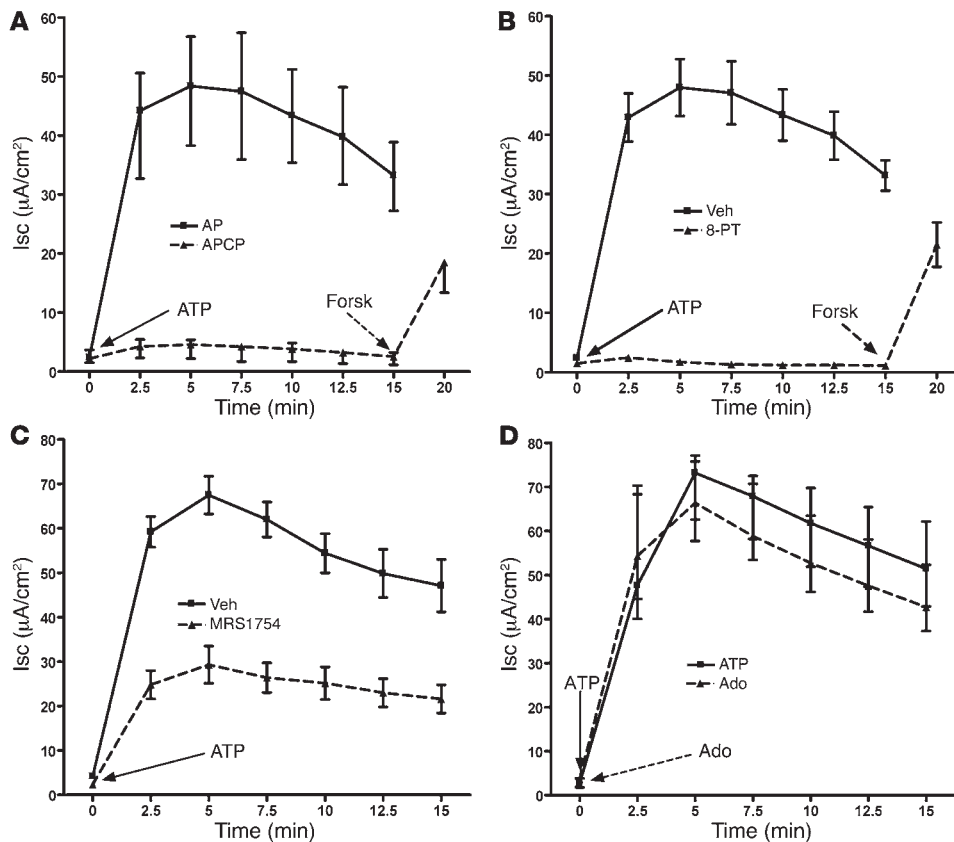 A
60
50
40
30
20
10
0
Isc (μA/cm²)
AP
APCP
ATP
Forsk
0 2.5 5 7.5 10 12.5 15 20
Time (min)
B
60
50
40
30
20
10
0
Isc (μA/cm²)
Veh
8-PT
ATP
Forsk
0 2.5 5 7.5 10 12.5 15 20
Time (min)
C
80
70
60
50
40
30
20
10
0
Isc (μA/cm²)
Veh
MRS1754
ATP
0 2.5 5 7.5 10 12.5 15
Time (min)
D
80
70
60
50
40
30
20
10
0
Isc (μA/cm²)
ATP
Ado
ATP
Ado
0 2.5 5 7.5 10 12.5 15
Time (min)